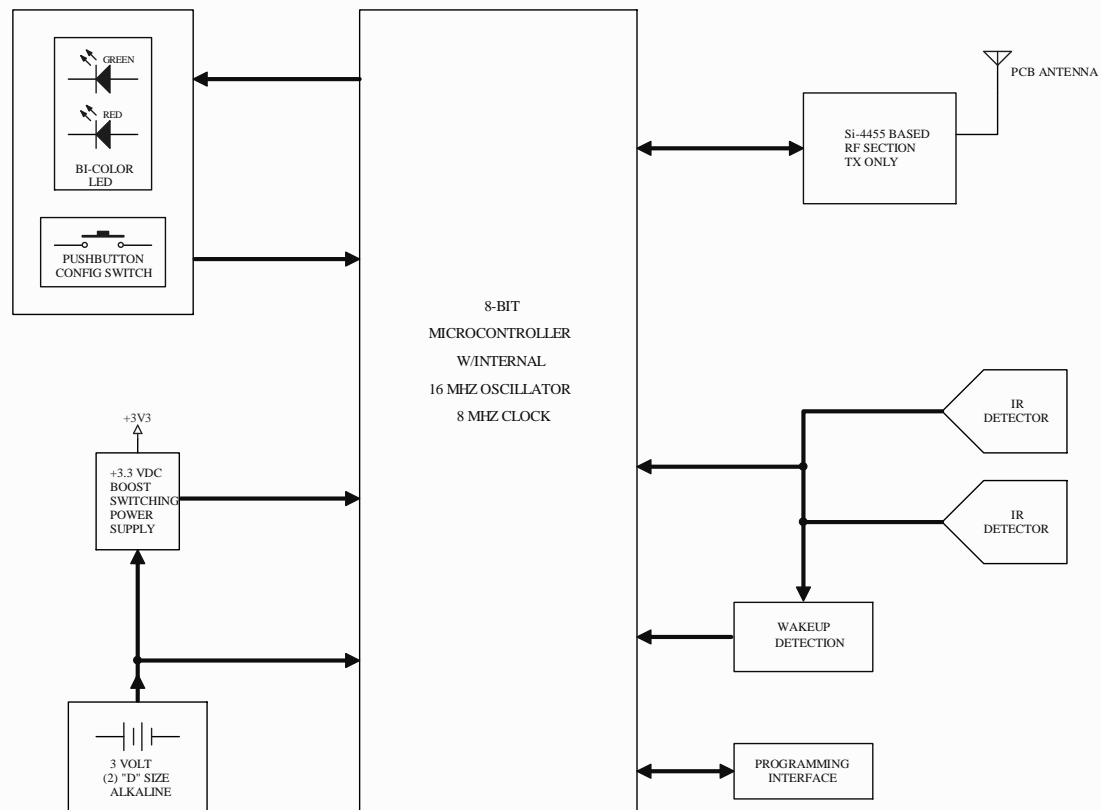 GREEN
RED
BI-COLOR
LED
PUSHBUTTON
CONFIG SWITCH
+3V3
+3.3 VDC
BOOST
SWITCHING
POWER
SUPPLY
3 VOLT
(2) "D" SIZE
ALKALINE
8-BIT
MICROCONTROLLER
W/INTERNAL
16 MHZ OSCILLATOR
8 MHZ CLOCK
PCB ANTENNA
Si-4455 BASED
RF SECTION
TX ONLY
IR
DETECTOR
IR
DETECTOR
WAKEUP
DETECTION
PROGRAMMING
INTERFACE